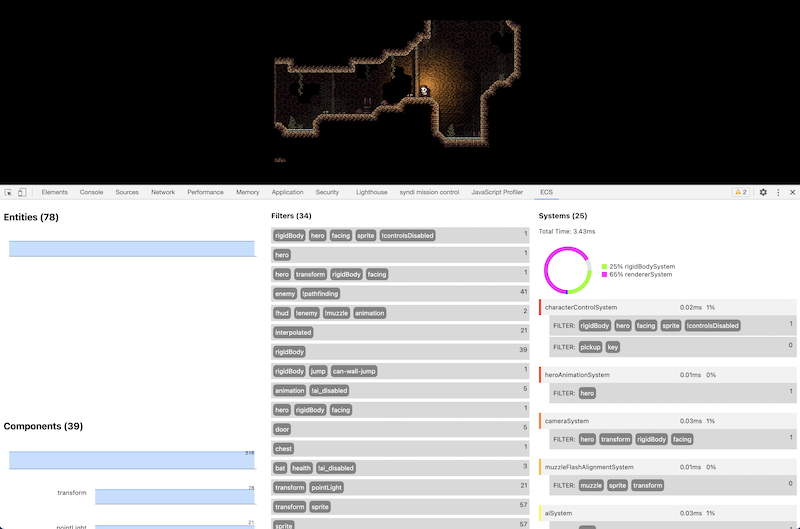 Elements Console Sources Network Performance Memory Application Security Lighthouse syndi mission control JavaScript Profiler ECS 2
Entities (78)
Components (39)
518
transform 78
pointLight 21
Filters (34)
rigidBody hero facing sprite !controlsDisabled 1
hero 1
hero transform rigidBody facing 1
enemy !pathfinding 41
!hud !enemy !muzzle animation 2
interpolated 21
rigidBody 39
rigidBody jump can-wall-jump 1
animation !ai_disabled 5
hero rigidBody facing 1
door 5
chest 1
bat health !ai_disabled 3
transform pointLight 21
transform sprite 57
sprite 57
Systems (25)
Total Time: 3.43ms
25% rigidBodySystem
65% rendererSystem
characterControlSystem 0.02ms 1%
FILTER: rigidBody hero facing sprite !controlsDisabled 1
FILTER: pickup key 0
heroAnimationSystem 0.01ms 0%
FILTER: hero 1
cameraSystem 0.03ms 1%
FILTER: hero transform rigidBody facing 1
muzzleFlashAlignmentSystem 0.01ms 0%
FILTER: muzzle sprite transform 0
aiSystem 0.03ms 1%